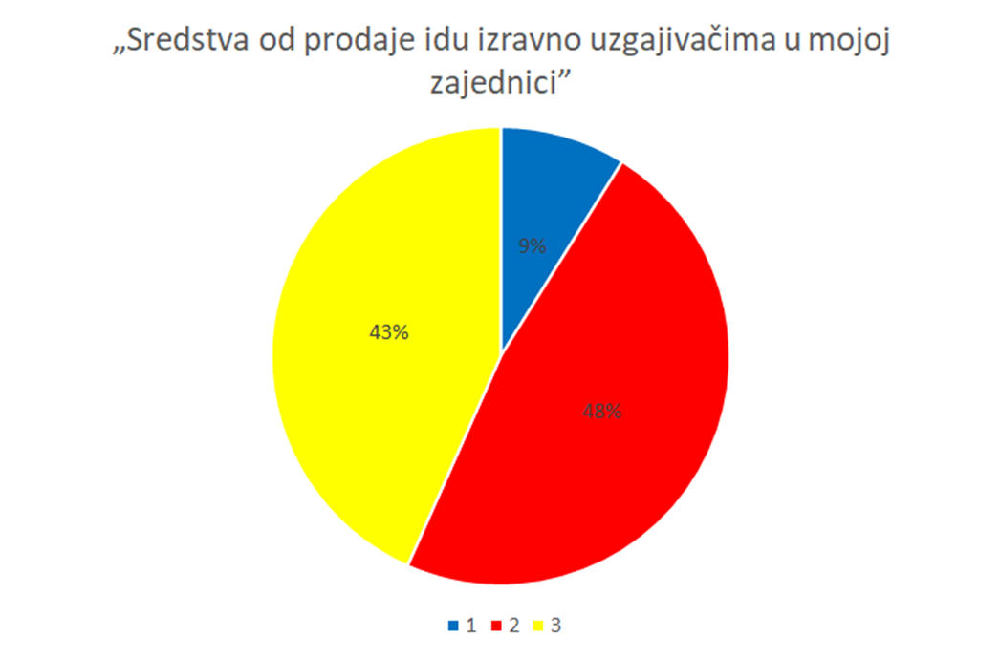 „Sredstva od prodaje idu izravno uzgajivačima u mojoj
zajednici”
9%
43%
48%
1 2 3